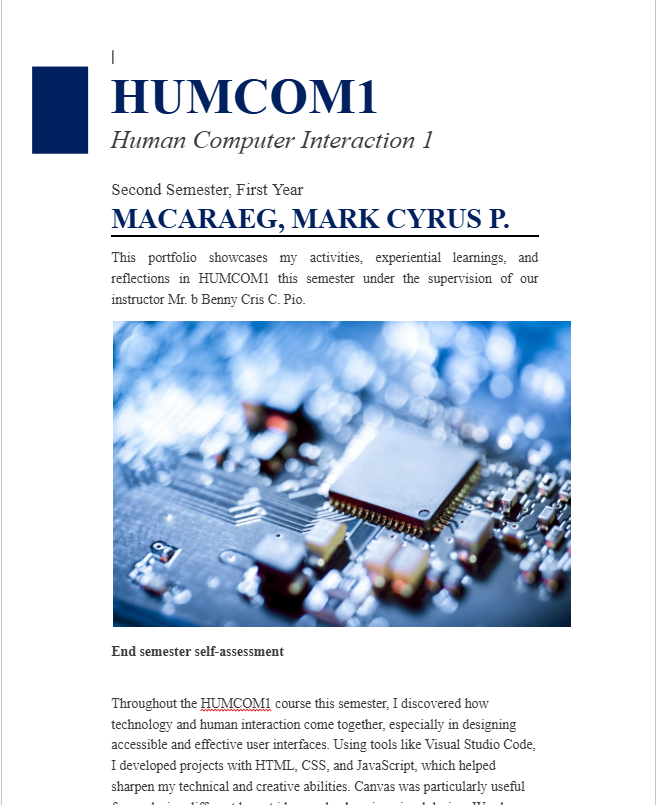 HUMCOM1
Human Computer Interaction 1
Second Semester, First Year
MACARAEG, MARK CYRUS P.
This portfolio showcases my activities, experiential learnings, and
reflections in HUMCOM1 this semester under the supervision of our
instructor Mr. b Benny Cris C. Pio.
End semester self-assessment
Throughout the HUMCOM1 course this semester, I discovered how
technology and human interaction come together, especially in designing
accessible and effective user interfaces. Using tools like Visual Studio Code,
I developed projects with HTML, CSS, and JavaScript, which helped
sharpen my technical and creative abilities. Canvas was particularly useful